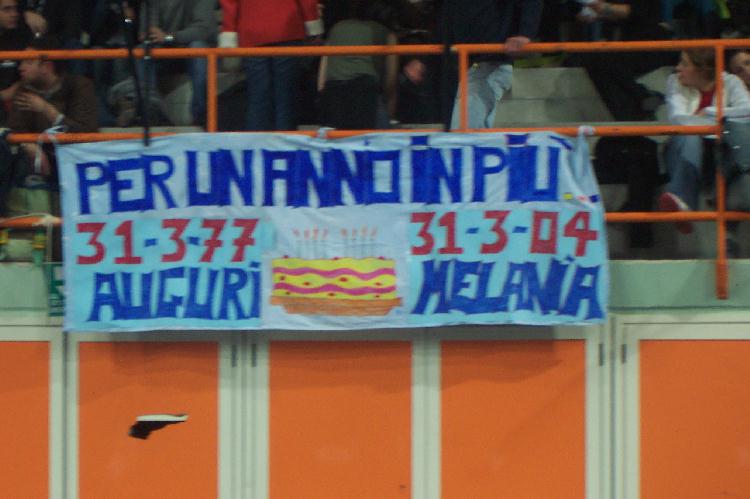 PER UN ANNO IN PIÙ...
31-3-77 31-3-04
AUGURI MELANIA